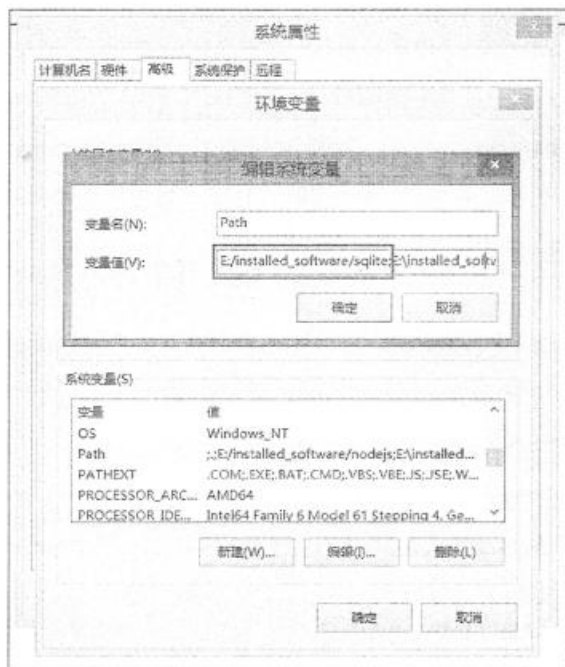 系统属性
计算机名 硬件 高级 系统保护 远程
环境变量
编辑系统变量
变量名(N): Path
变量值(V): E:/installed_software/sqlite;E:\installed_softv
确定 取消
系统变量(S)
变量 值
OS Windows_NT
Path ;.;E:/installed_software/nodejs;E:\installed...
PATHEXT .COM;.EXE;.BAT;.CMD;.VBS;.VBE;.JS;.JSE;.W...
PROCESSOR_ARC... AMD64
PROCESSOR_IDE... Intel64 Family 6 Model 61 Stepping 4, Ge...
新建(W)... 编辑(I)... 删除(L)
确定 取消